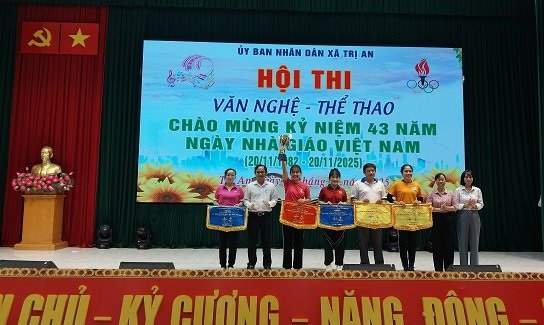 ỦY BAN NHÂN DÂN XÃ TRỊ AN
HỘI THI
VĂN NGHỆ - THỂ THAO
CHÀO MỪNG KỶ NIỆM 43 NĂM
NGÀY NHÀ GIÁO VIỆT NAM
(20/11/1982 - 20/11/2025)
CHỦ - KỶ CƯƠNG - NĂNG ĐỘNG -